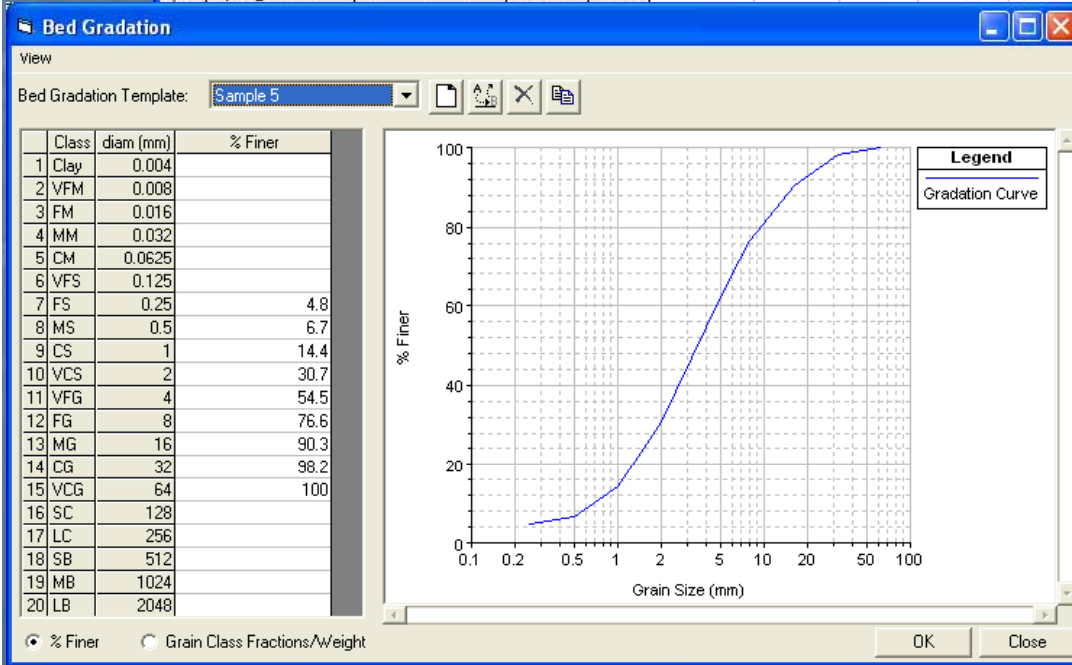 Bed Gradation
View
Bed Gradation Template: Sample 5
Class diam (mm) % Finer
1 Clay 0.004
2 VFM 0.008
3 FM 0.016
4 MM 0.032
5 CM 0.0625
6 VFS 0.125
7 FS 0.25 4.8
8 MS 0.5 6.7
9 CS 1 14.4
10 VCS 2 30.7
11 VFG 4 54.5
12 FG 8 76.6
13 MG 16 90.3
14 CG 32 98.2
15 VCG 64 100
16 SC 128
17 LC 256
18 SB 512
19 MB 1024
20 LB 2048
% Finer Grain Class Fractions/Weight
100
80
60
40
20
0
% Finer
0.1 0.2 0.5 1 2 5 10 20 50 100
Grain Size (mm)
Legend
Gradation Curve
OK Close